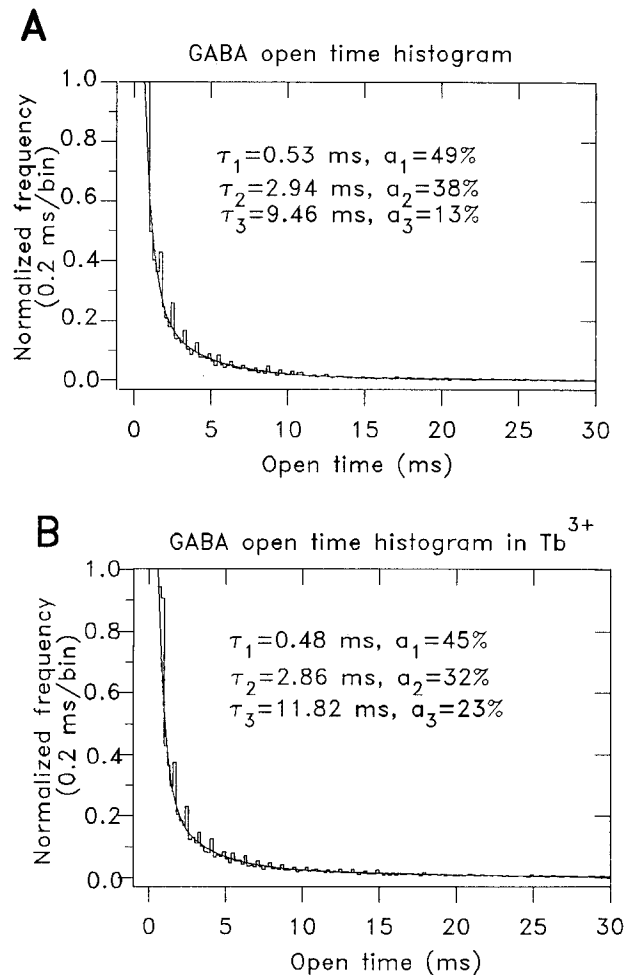 A
GABA open time histogram
Normalized frequency
(0.2 ms/bin)
1.0
0.8
0.6
0.4
0.2
0.0
τ₁=0.53 ms, a₁=49%
τ₂=2.94 ms, a₂=38%
τ₃=9.46 ms, a₃=13%
0 5 10 15 20 25 30
Open time (ms)
B
GABA open time histogram in Tb³⁺
Normalized frequency
(0.2 ms/bin)
1.0
0.8
0.6
0.4
0.2
0.0
τ₁=0.48 ms, a₁=45%
τ₂=2.86 ms, a₂=32%
τ₃=11.82 ms, a₃=23%
0 5 10 15 20 25 30
Open time (ms)